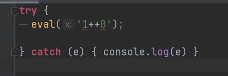 try {
eval( x: '1++0');
} catch (e) { console.log(e) }